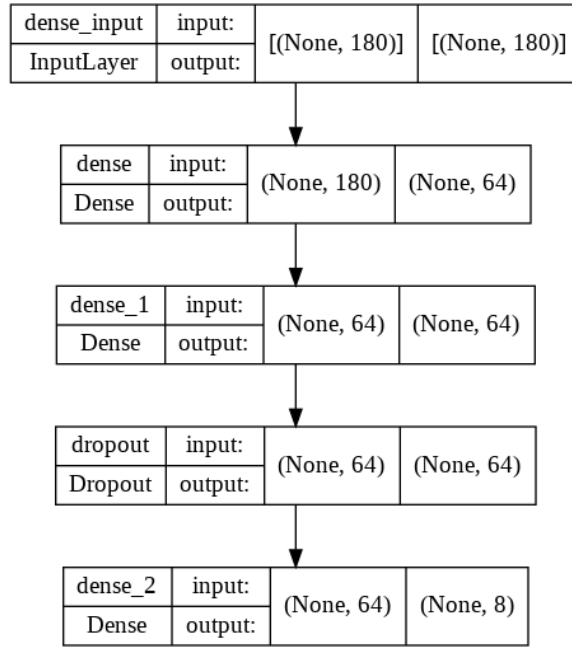 dense_input input: [(None, 180)] [(None, 180)]
InputLayer output:
dense input: (None, 180) (None, 64)
Dense output:
dense_1 input: (None, 64) (None, 64)
Dense output:
dropout input: (None, 64) (None, 64)
Dropout output:
dense_2 input: (None, 64) (None, 8)
Dense output: